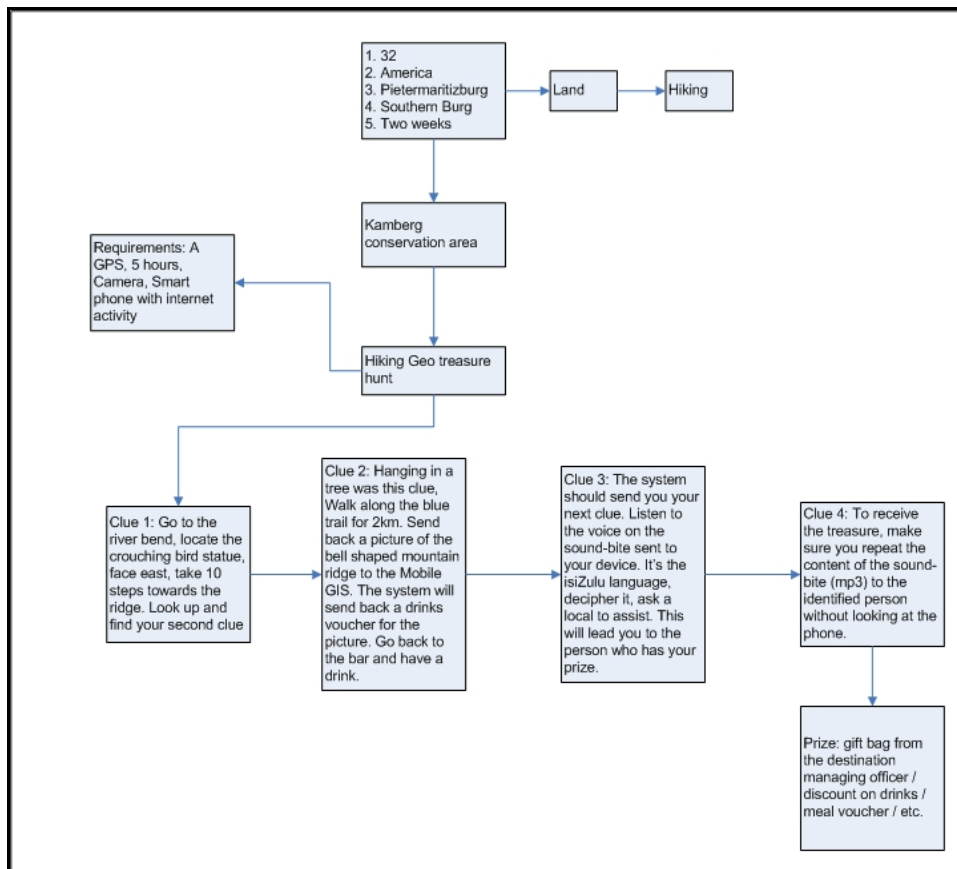 1. 32
2. America
3. Pietermaritizburg
4. Southern Burg
5. Two weeks
Land
Hiking
Kamberg
conservation area
Requirements: A
GPS, 5 hours,
Camera, Smart
phone with internet
activity
Hiking Geo treasure
hunt
Clue 1: Go to the
river bend, locate the
crouching bird statue,
face east, take 10
steps towards the
ridge. Look up and
find your second clue
Clue 2: Hanging in a
tree was this clue,
Walk along the blue
trail for 2km. Send
back a picture of the
bell shaped mountain
ridge to the Mobile
GIS. The system will
send back a drinks
voucher for the
picture. Go back to
the bar and have a
drink.
Clue 3: The system
should send you your
next clue. Listen to
the voice on the
sound-bite sent to
your device. It’s the
isiZulu language,
decipher it, ask a
local to assist. This
will lead you to the
person who has your
prize.
Clue 4: To receive
the treasure, make
sure you repeat the
content of the sound-
bite (mp3) to the
identified person
without looking at the
phone.
Prize: gift bag from
the destination
managing officer /
discount on drinks /
meal voucher / etc.